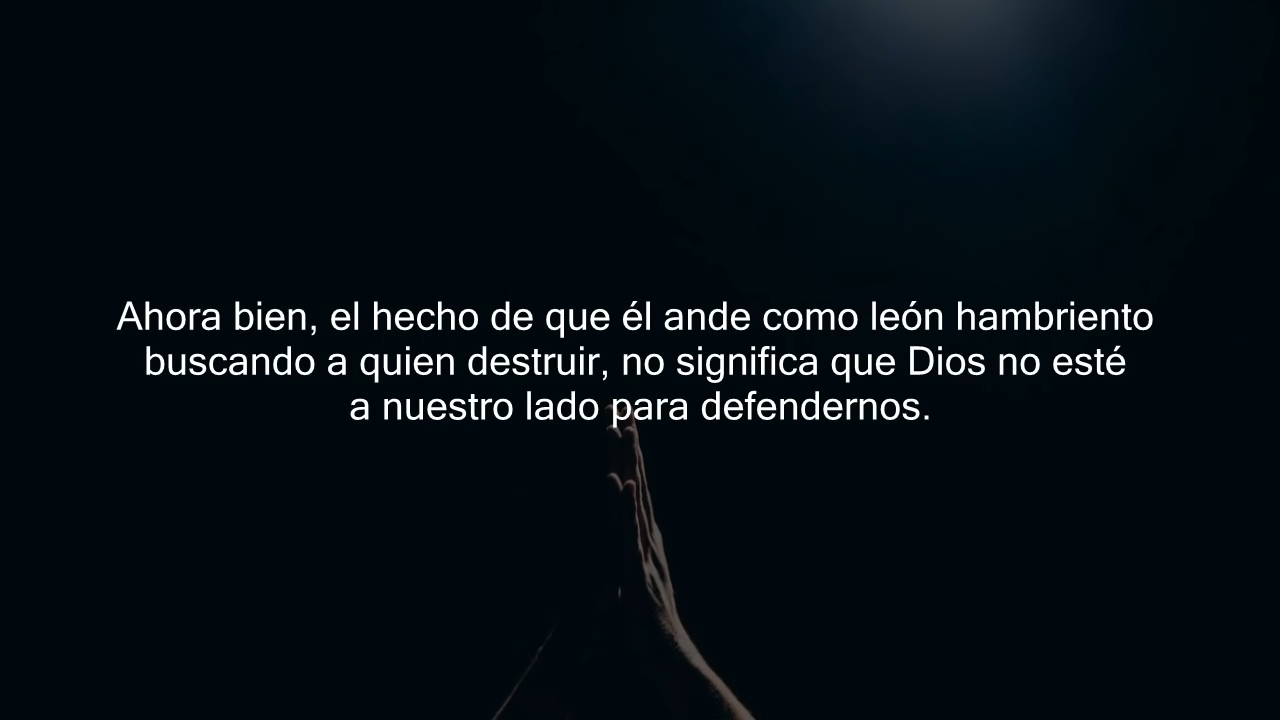 Ahora bien, el hecho de que él ande como león hambriento
buscando a quien destruir, no significa que Dios no esté
a nuestro lado para defendernos.